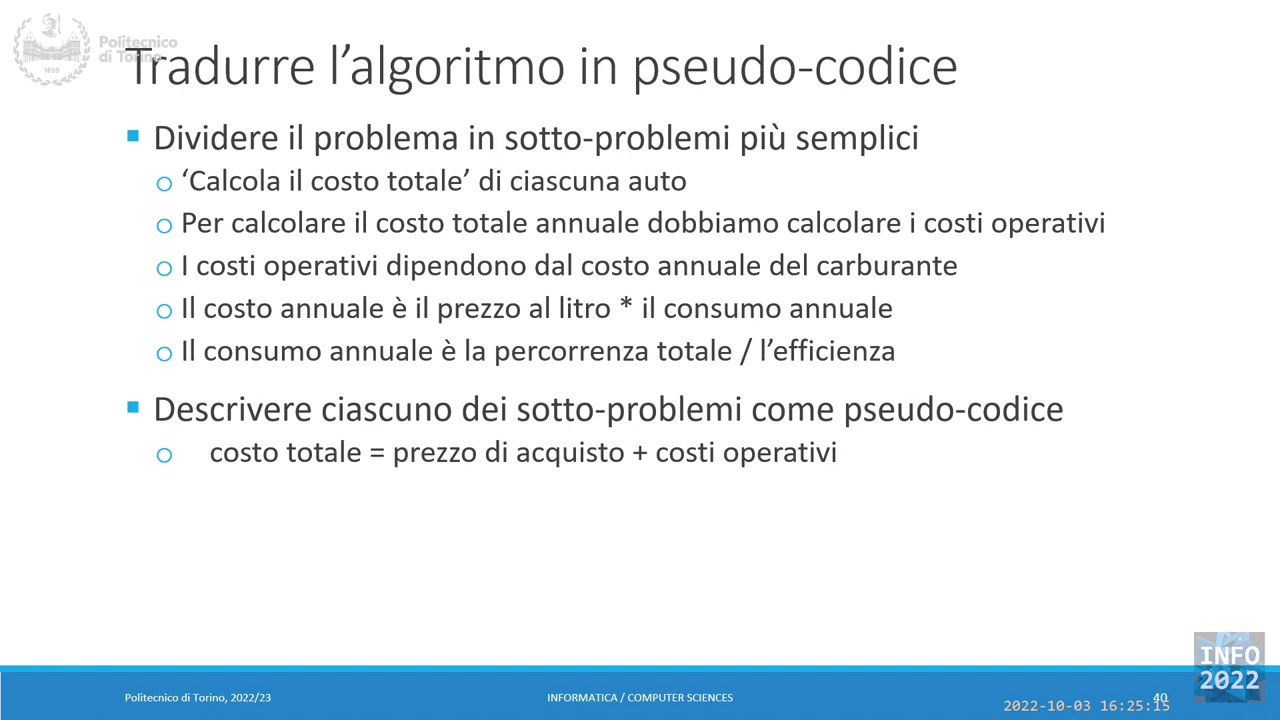 Politecnico
di Torino
1859
Tradurre l’algoritmo in pseudo-codice
Dividere il problema in sotto-problemi più semplici
‘Calcola il costo totale’ di ciascuna auto
Per calcolare il costo totale annuale dobbiamo calcolare i costi operativi
I costi operativi dipendono dal costo annuale del carburante
Il costo annuale è il prezzo al litro * il consumo annuale
Il consumo annuale è la percorrenza totale / l’efficienza
Descrivere ciascuno dei sotto-problemi come pseudo-codice
costo totale = prezzo di acquisto + costi operativi
Politecnico di Torino, 2022/23
INFORMATICA / COMPUTER SCIENCES
40
2022-10-03 16:25:15
INFO
2022